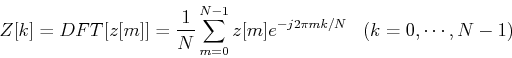 Z[k] = DFT[z[m]] = \frac{1}{N} \sum_{m=0}^{N-1} z[m] e^{-j2\pi mk/N} \quad (k = 0, \cdots, N-1)